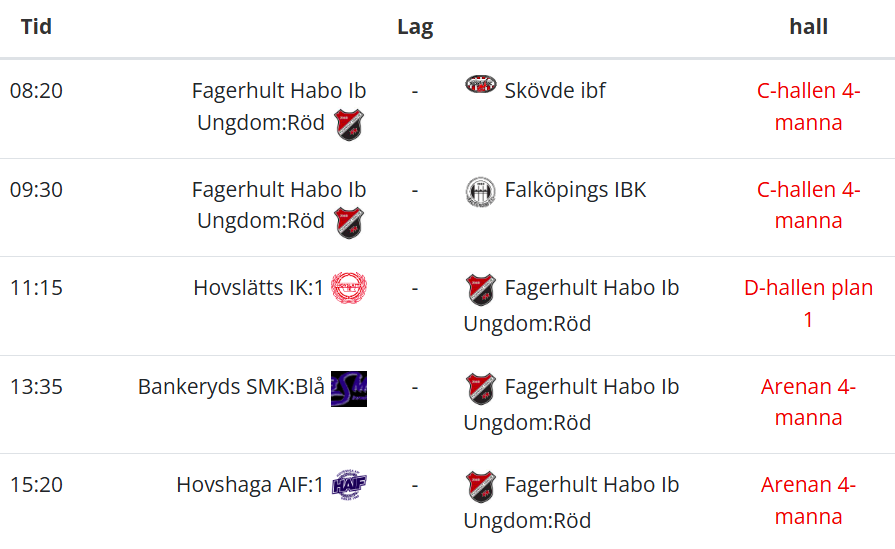 Tid Lag hall
08:20 Fagerhult Habo Ib - Skövde ibf C-hallen 4-
Ungdom:Röd manna
09:30 Fagerhult Habo Ib - Falköpings IBK C-hallen 4-
Ungdom:Röd manna
11:15 Hovslätts IK:1 - Fagerhult Habo Ib D-hallen plan
Ungdom:Röd 1
13:35 Bankeryds SMK:Blå - Fagerhult Habo Ib Arenan 4-
Ungdom:Röd manna
15:20 Hovshaga AIF:1 HAIF - Fagerhult Habo Ib Arenan 4-
Ungdom:Röd manna